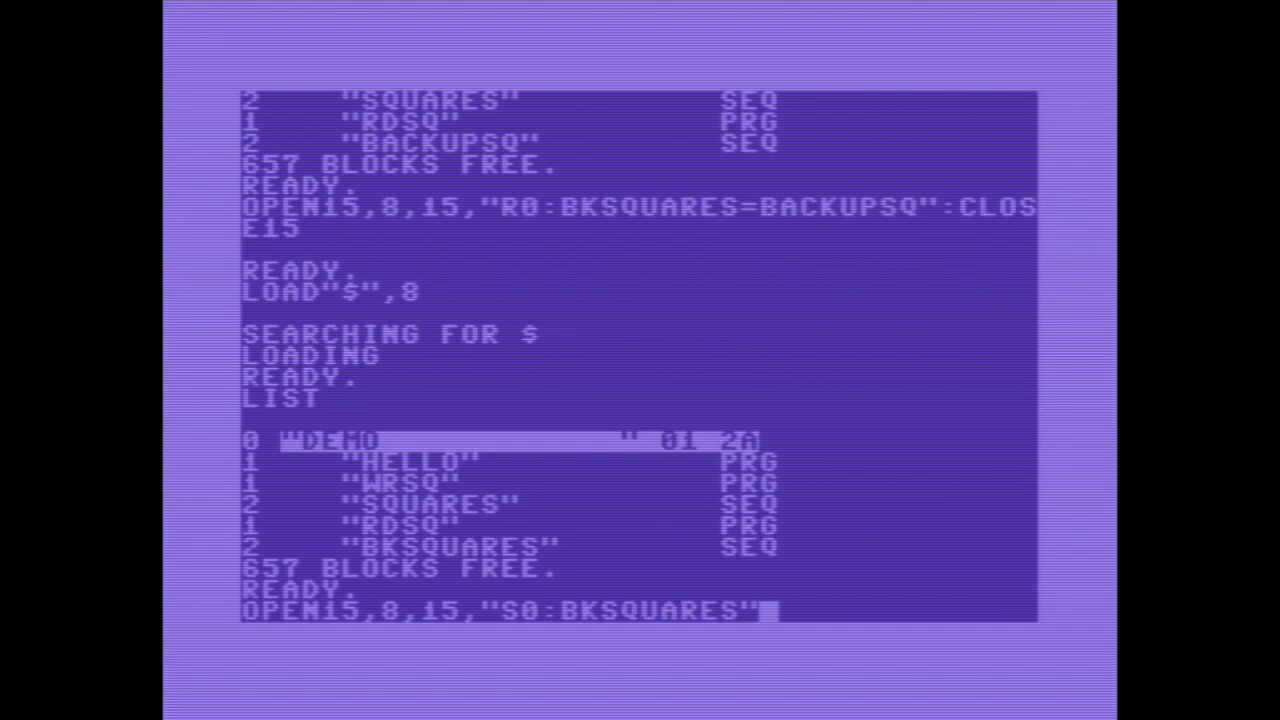 2    "SQUARES"          SEQ
1    "RDSQ"             PRG
2    "BACKUPSQ"         SEQ
657 BLOCKS FREE.
READY.
OPEN15,8,15,"R0:BKSQUARES=BACKUPSQ":CLOS
E15
READY.
LOAD"$",8
SEARCHING FOR $
LOADING
READY.
LIST
0 "DEMO            " 01 2A
1    "HELLO"            PRG
1    "WRSQ"             PRG
2    "SQUARES"          SEQ
1    "RDSQ"             PRG
2    "BKSQUARES"        SEQ
657 BLOCKS FREE.
READY.
OPEN15,8,15,"S0:BKSQUARES"